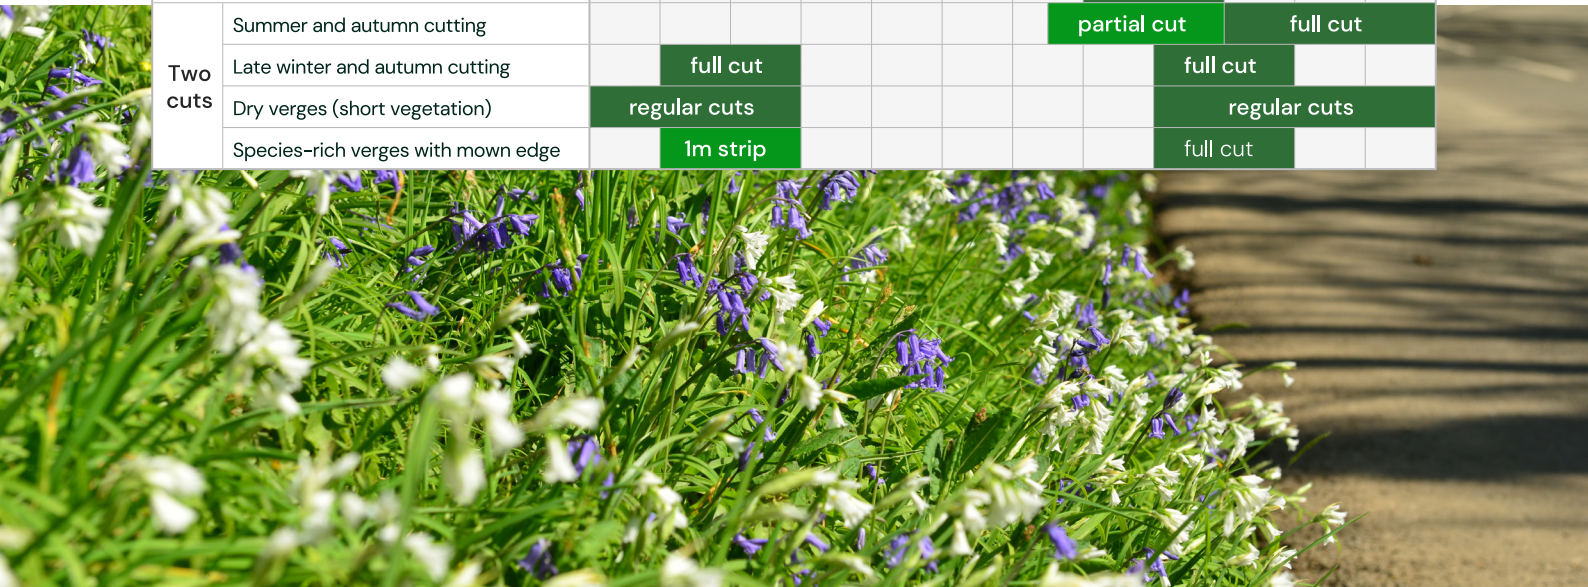 Summer and autumn cutting partial cut full cut
Two cuts
Late winter and autumn cutting full cut full cut
Dry verges (short vegetation) regular cuts regular cuts
Species-rich verges with mown edge 1m strip full cut